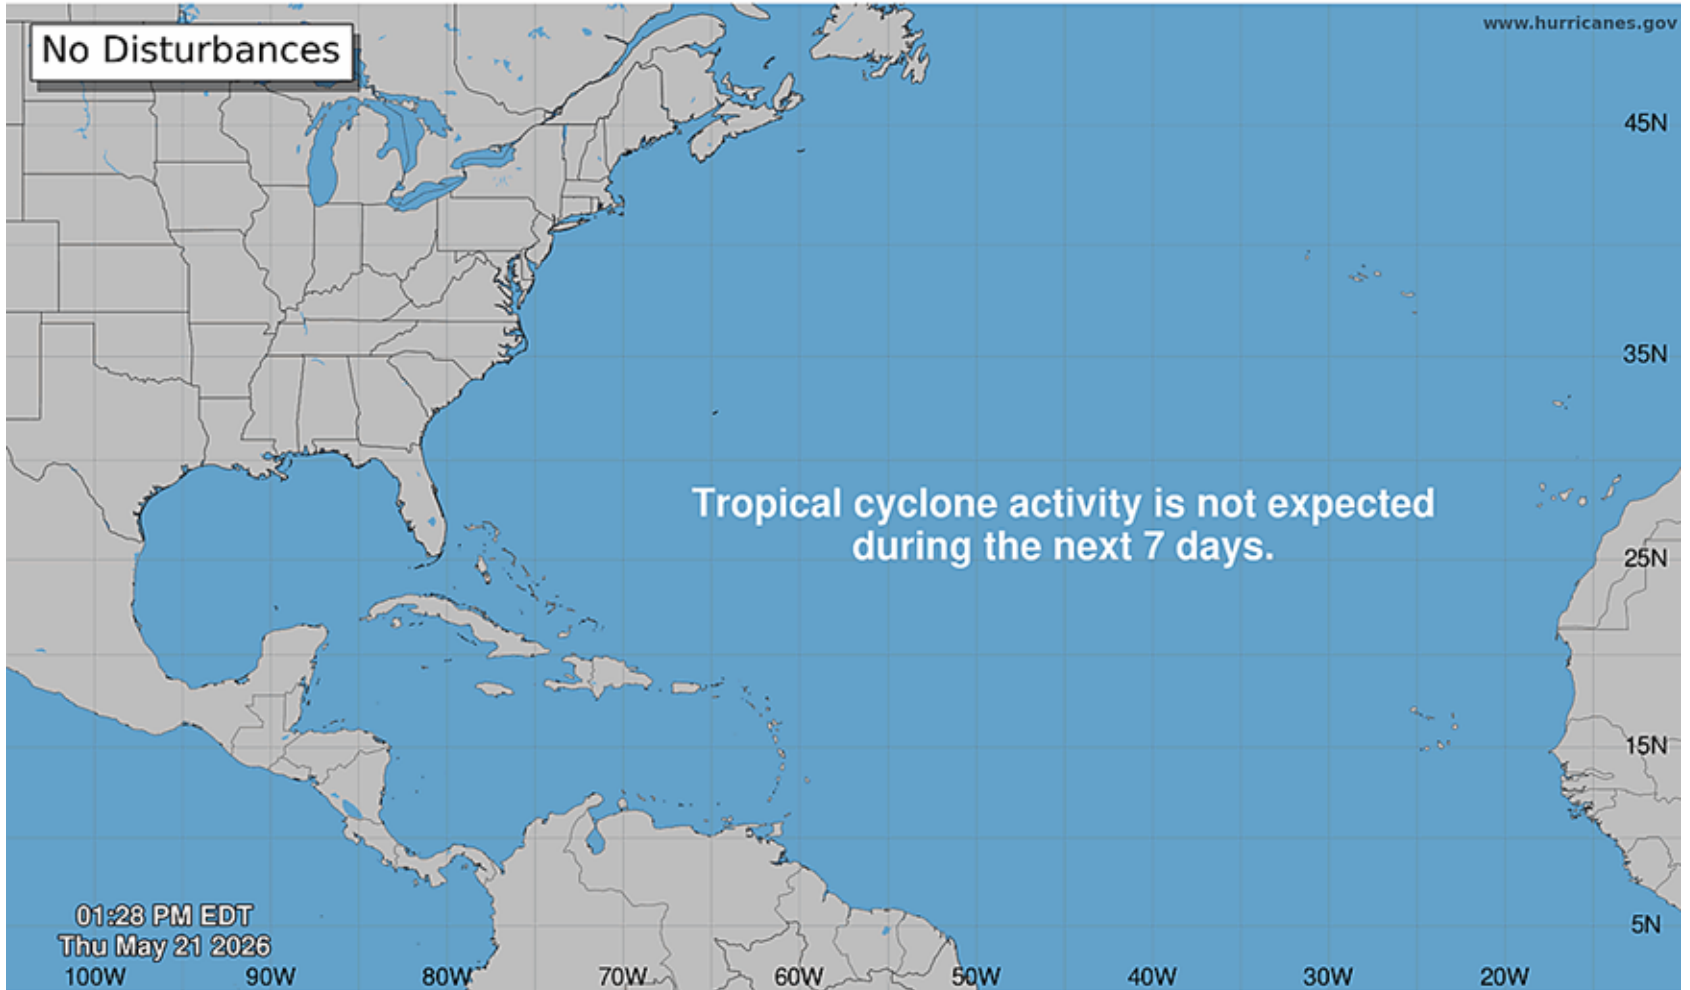 No Disturbances
www.hurricanes.gov
45N
35N
Tropical cyclone activity is not expected
during the next 7 days.
25N
15N
01:28 PM EDT
Thu May 21 2026
5N
100W 90W 80W 70W 60W 50W 40W 30W 20W